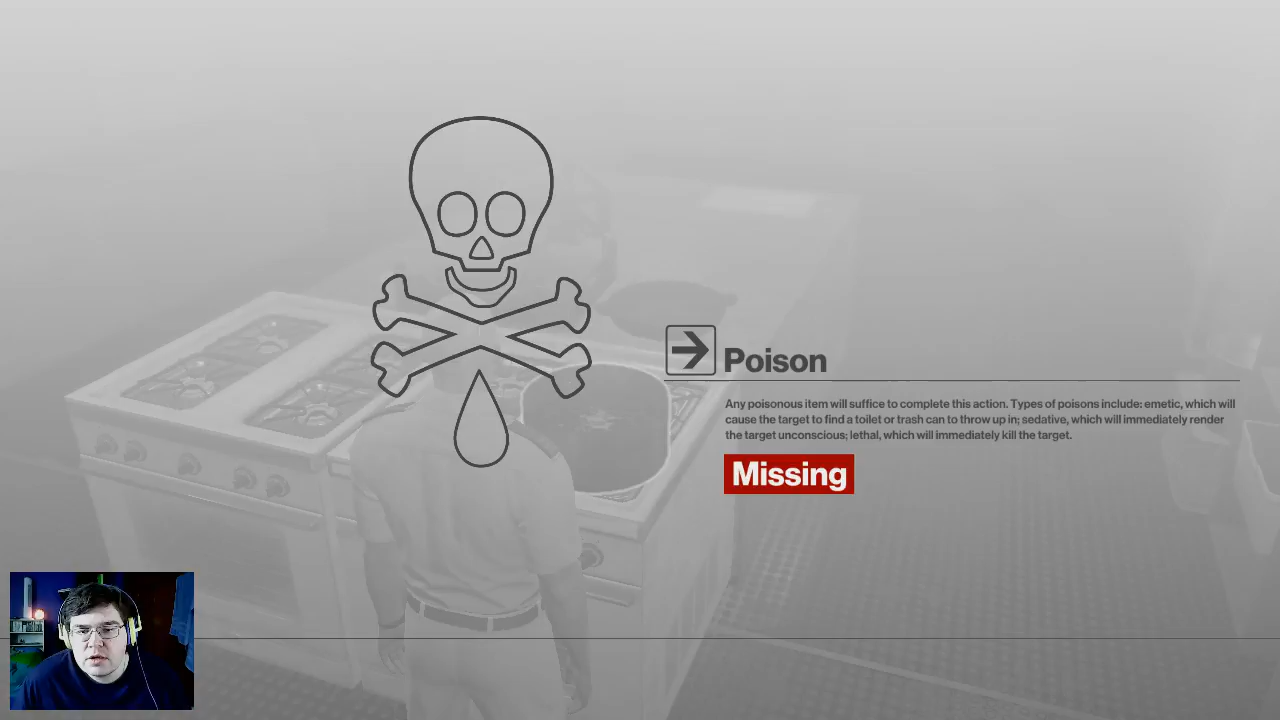 Poison
Any poisonous item will suffice to complete this action. Types of poisons include: emetic, which will
cause the target to find a toilet or trash can to throw up in; sedative, which will immediately render
the target unconscious; lethal, which will immediately kill the target.
Missing